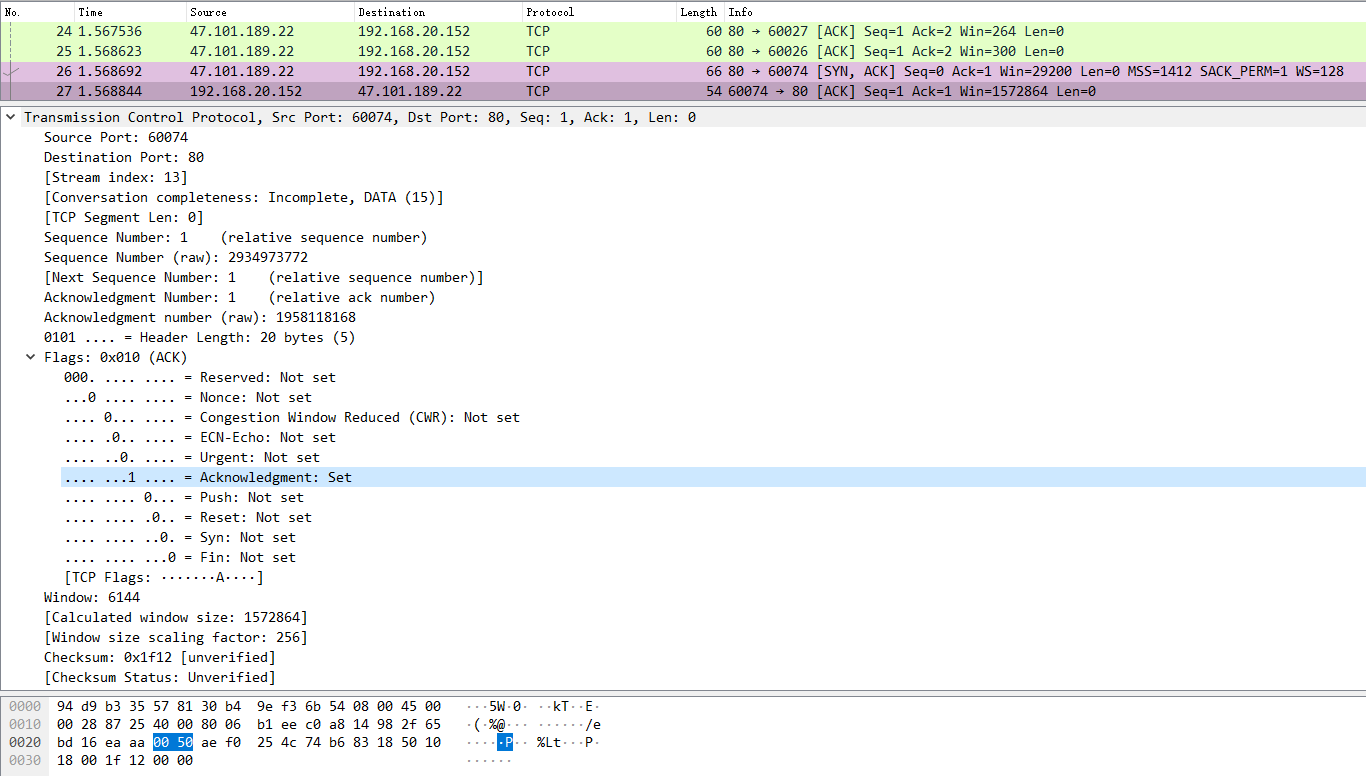 No. Time Source Destination Protocol Length Info
24 1.567536 47.101.189.22 192.168.20.152 TCP 60 80 → 60027 [ACK] Seq=1 Ack=2 Win=264 Len=0
25 1.568623 47.101.189.22 192.168.20.152 TCP 60 80 → 60026 [ACK] Seq=1 Ack=2 Win=300 Len=0
26 1.568692 47.101.189.22 192.168.20.152 TCP 66 80 → 60074 [SYN, ACK] Seq=0 Ack=1 Win=29200 Len=0 MSS=1412 SACK_PERM=1 WS=128
27 1.568844 192.168.20.152 47.101.189.22 TCP 54 60074 → 80 [ACK] Seq=1 Ack=1 Win=1572864 Len=0
Transmission Control Protocol, Src Port: 60074, Dst Port: 80, Seq: 1, Ack: 1, Len: 0
Source Port: 60074
Destination Port: 80
[Stream index: 13]
[Conversation completeness: Incomplete, DATA (15)]
[TCP Segment Len: 0]
Sequence Number: 1    (relative sequence number)
Sequence Number (raw): 2934973772
[Next Sequence Number: 1    (relative sequence number)]
Acknowledgment Number: 1    (relative ack number)
Acknowledgment number (raw): 1958118168
0101 .... = Header Length: 20 bytes (5)
Flags: 0x010 (ACK)
000. .... .... = Reserved: Not set
...0 .... .... = Nonce: Not set
.... 0... .... = Congestion Window Reduced (CWR): Not set
.... .0.. .... = ECN-Echo: Not set
.... ..0. .... = Urgent: Not set
.... ...1 .... = Acknowledgment: Set
.... .... 0... = Push: Not set
.... .... .0.. = Reset: Not set
.... .... ..0. = Syn: Not set
.... .... ...0 = Fin: Not set
[TCP Flags: ·······A····]
Window: 6144
[Calculated window size: 1572864]
[Window size scaling factor: 256]
Checksum: 0x1f12 [unverified]
[Checksum Status: Unverified]
0000 94 d9 b3 35 57 81 30 b4 9e f3 6b 54 08 00 45 00 ···5W·0· ··kT··E·
0010 00 28 87 25 40 00 80 06 b1 ee c0 a8 14 98 2f 65 ·(·%@··· ······/e
0020 bd 16 ea aa 00 50 ae f0 25 4c 74 b6 83 18 50 10 ·····P·· %Lt···P·
0030 18 00 1f 12 00 00 ······